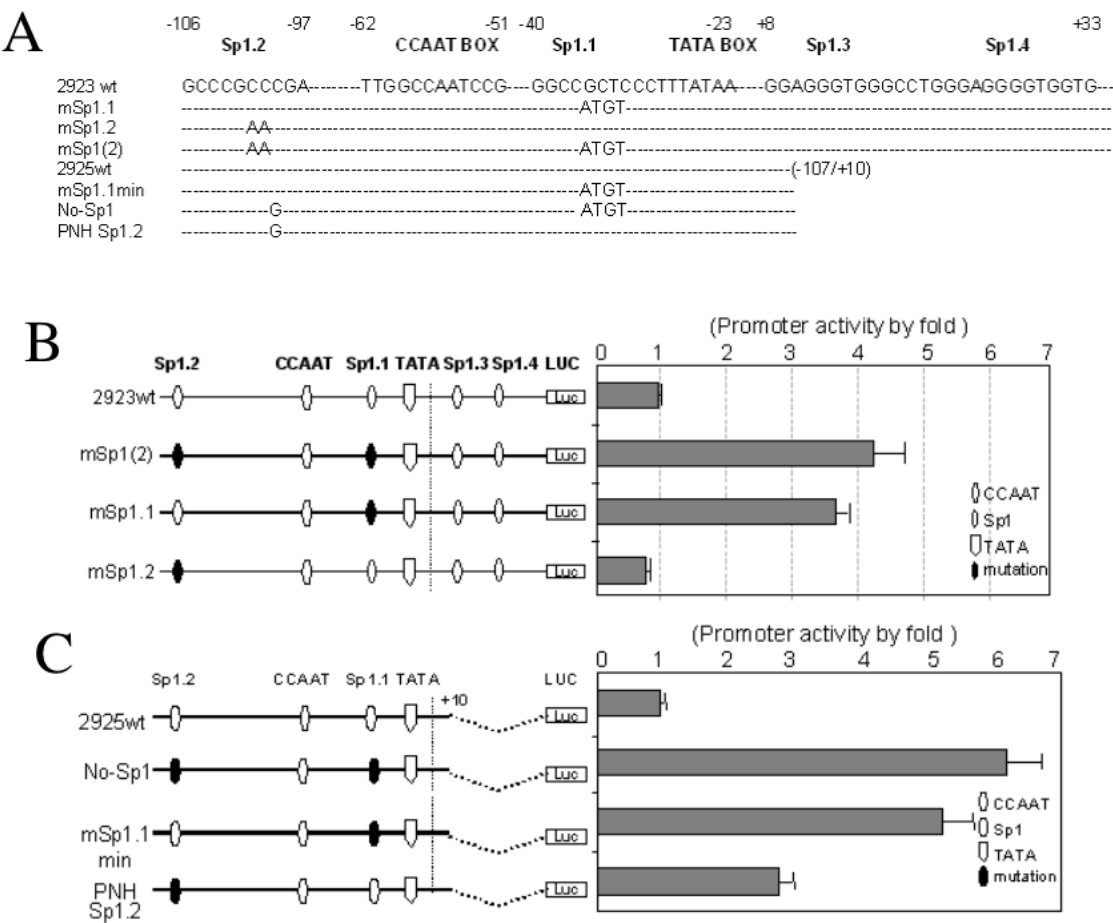 A
-106 -97 -62 -51 -40 -23 +8 +33
Sp1.2 CCAAT BOX Sp1.1 TATA BOX Sp1.3 Sp1.4
2923 wt GCCCGCCCGA--------TTGGCCAATCCG---GGCCGCTCCCTTTATAA----GGAGGGTGGGCCTGGGAGGGGTGGTG---
mSp1.1 ATGT
mSp1.2 AA
mSp1(2) AA ATGT
2925wt (-107/+10)
mSp1.1min ATGT
No-Sp1 G ATGT
PNH Sp1.2 G
B
(Promoter activity by fold )
0 1 2 3 4 5 6 7
Sp1.2 CCAAT Sp1.1 TATA Sp1.3 Sp1.4 LUC
2923wt Luc
mSp1(2) Luc
mSp1.1 Luc
mSp1.2 Luc
CCAAT
Sp1
TATA
mutation
C
(Promoter activity by fold )
0 1 2 3 4 5 6 7
Sp1.2 CCAAT Sp1.1 TATA LUC
+10
2925wt Luc
No-Sp1 Luc
mSp1.1 Luc
min
PNH Luc
Sp1.2
CCAAT
Sp1
TATA
mutation